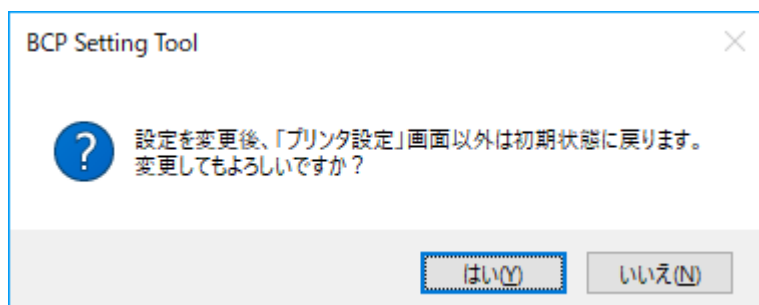 BCP Setting Tool
設定を変更後、「プリンタ設定」画面以外は初期状態に戻ります。
変更してもよろしいですか？
はい(Y)
いいえ(N)